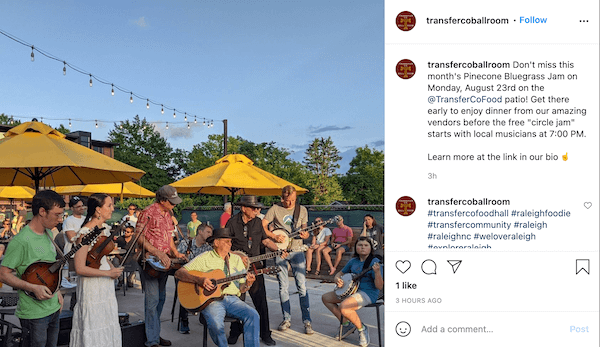 transfercoballroom • Follow
transfercoballroom Don't miss this
month's Pinecone Bluegrass Jam on
Monday, August 23rd on the
@TransferCoFood patio! Get there
early to enjoy dinner from our amazing
vendors before the free "circle jam"
starts with local musicians at 7:00 PM.
Learn more at the link in our bio ☝
3h
transfercoballroom
#transfercofoodhall #raleighfoodie
#transfercommunity #raleigh
#raleighnc #weloveraleigh
#exploreraleigh
1 like
3 HOURS AGO
Add a comment... Post